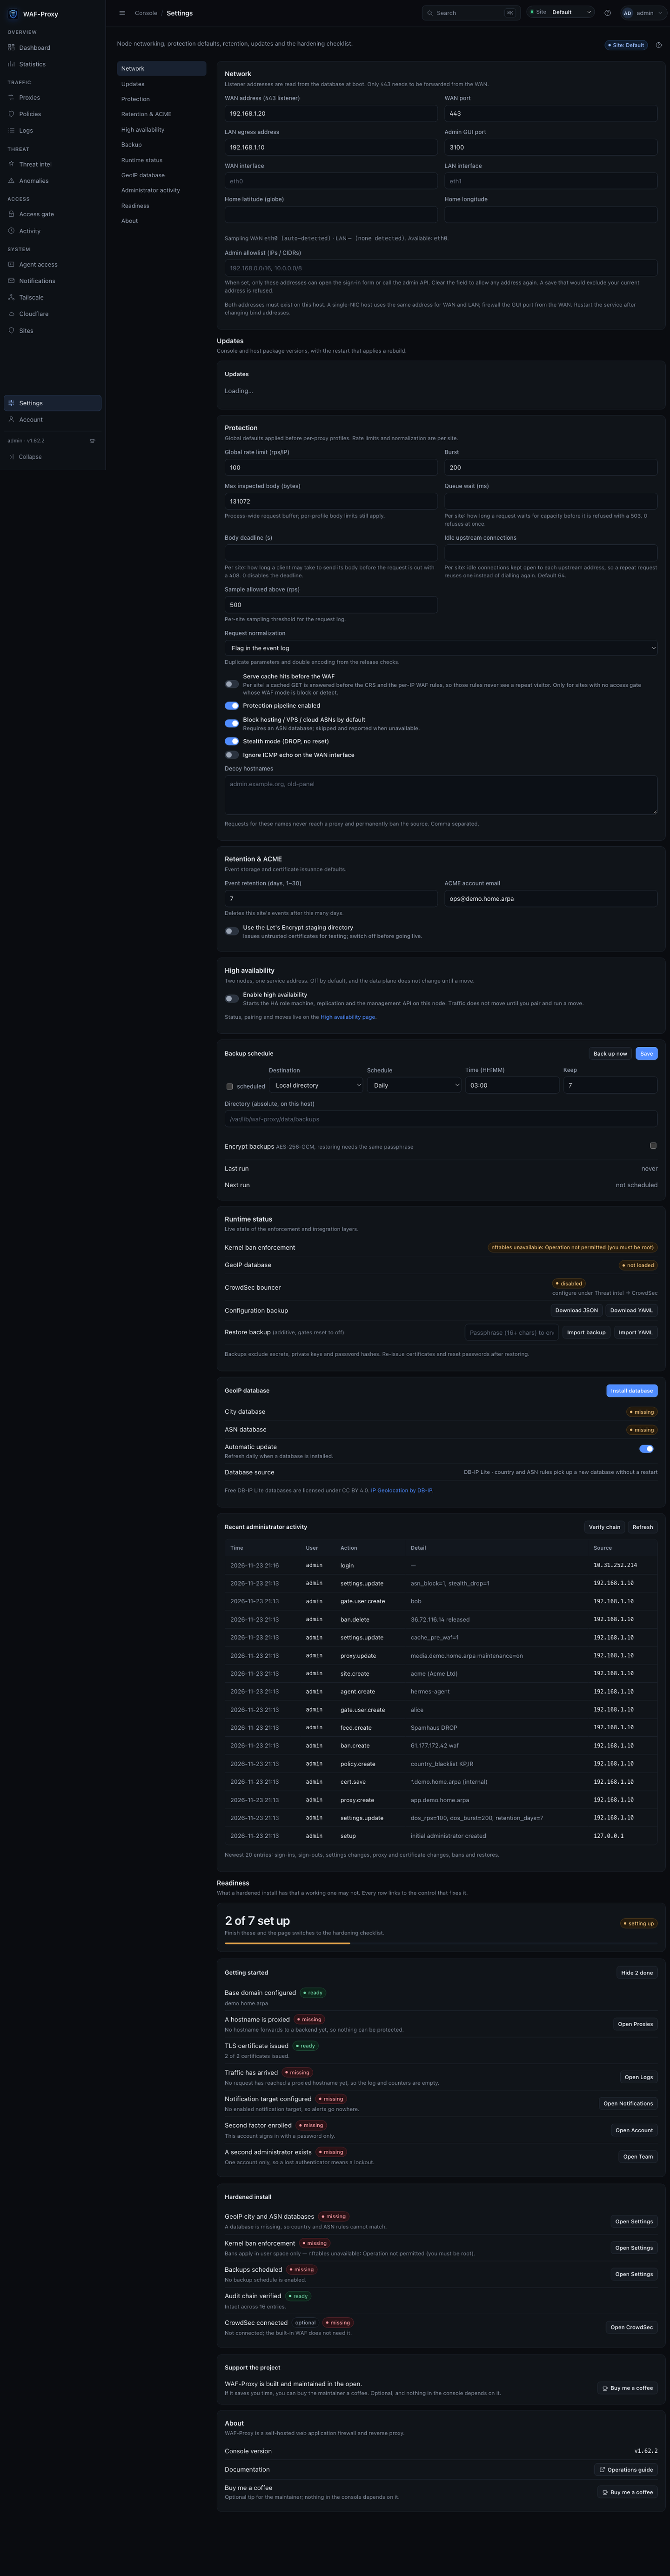 WAF-Proxy
OVERVIEW
Dashboard
Statistics
TRAFFIC
Proxies
Policies
Logs
THREAT
Threat intel
Anomalies
ACCESS
Access gate
Activity
SYSTEM
Agent access
Notifications
Tailscale
Cloudflare
Sites
Settings
Account
admin · v1.62.2
Collapse
Console / Settings
Search
⌘K
Site Default
AD admin
Node networking, protection defaults, retention, updates and the hardening checklist.
Site: Default
Network
Updates
Protection
Retention & ACME
High availability
Backup
Runtime status
GeoIP database
Administrator activity
Readiness
About
Network
Listener addresses are read from the database at boot. Only 443 needs to be forwarded from the WAN.
WAN address (443 listener) WAN port
192.168.1.20 443
LAN egress address Admin GUI port
192.168.1.10 3100
WAN interface LAN interface
eth0 eth1
Home latitude (globe) Home longitude
Sampling WAN eth0 (auto-detected) · LAN — (none detected). Available: eth0
Admin allowlist (IPs / CIDRs)
192.168.0.0/16, 10.0.0.0/8
When set, only these addresses can open the sign-in form or call the admin API. Clear the field to allow any address again. A save that would exclude your current
address is refused.
Both addresses must exist on this host. A single-NIC host uses the same address for WAN and LAN; firewall the GUI port from the WAN. Restart the service after
changing bind addresses.
Updates
Console and host package versions, with the restart that applies a rebuild.
Updates
Loading...
Protection
Global defaults applied before per-proxy profiles. Rate limits and normalization are per site.
Global rate limit (rps/IP) Burst
100 200
Max inspected body (bytes) Queue wait (ms)
131072
Process-wide request buffer; per-profile body limits still apply.
Per site: how long a request waits for capacity before it is refused with a 503. 0
refuses at once.
Body deadline (s) Idle upstream connections
Per site: how long a client may take to send its body before the request is cut with
a 408. 0 disables the deadline.
Per site: idle connections kept open to each upstream address, so a repeat request
reuses one instead of dialling again. Default 64.
Sample allowed above (rps)
500
Per-site sampling threshold for the request log.
Request normalization
Flag in the event log
Duplicate parameters and double encoding from the release checks.
Serve cache hits before the WAF
Per site: a cached GET is answered before the CRS and the per-IP WAF rules, so those rules never see a repeat visitor. Only for sites with no access gate
whose WAF mode is block or detect.
Protection pipeline enabled
Block hosting / VPS / cloud ASNs by default
Requires an ASN database; skipped and reported when unavailable.
Stealth mode (DROP, no reset)
Ignore ICMP echo on the WAN interface
Decoy hostnames
admin.example.org, old-panel
Requests for these names never reach a proxy and permanently ban the source. Comma separated.
Retention & ACME
Event storage and certificate issuance defaults.
Event retention (days, 1–30) ACME account email
7 ops@demo.home.arpa
Deletes this site's events after this many days.
Use the Let's Encrypt staging directory
Issues untrusted certificates for testing; switch off before going live.
High availability
Two nodes, one service address. Off by default, and the data plane does not change until a move.
Enable high availability
Starts the HA role machine, replication and the management API on this node. Traffic does not move until you pair and run a move.
Status, pairing and moves live on the High availability page.
Backup schedule Back up now Save
Destination Schedule Time (HH:MM) Keep
scheduled Local directory Daily 03:00 7
Directory (absolute, on this host)
/var/lib/waf-proxy/data/backups
Encrypt backups AES-256-GCM, restoring needs the same passphrase
Last run never
Next run not scheduled
Runtime status
Live state of the enforcement and integration layers.
Kernel ban enforcement nftables unavailable: Operation not permitted (you must be root)
GeoIP database not loaded
CrowdSec bouncer disabled
configure under Threat intel → CrowdSec
Configuration backup Download JSON Download YAML
Restore backup (additive, gates reset to off) Passphrase (16+ chars) to en Import backup Import YAML
Backups exclude secrets, private keys and password hashes. Re-issue certificates and reset passwords after restoring.
GeoIP database Install database
City database missing
ASN database missing
Automatic update
Refresh daily when a database is installed.
Database source DB-IP Lite · country and ASN rules pick up a new database without a restart
Free DB-IP Lite databases are licensed under CC BY 4.0. IP Geolocation by DB-IP.
Recent administrator activity Verify chain Refresh
Time User Action Detail Source
2026-11-23 21:16 admin login — 10.31.252.214
2026-11-23 21:13 admin settings.update asn_block=1, stealth_drop=1 192.168.1.10
2026-11-23 21:13 admin gate.user.create bob 192.168.1.10
2026-11-23 21:13 admin ban.delete 36.72.116.14 released 192.168.1.10
2026-11-23 21:13 admin settings.update cache_pre_waf=1 192.168.1.10
2026-11-23 21:13 admin proxy.update media.demo.home.arpa maintenance=on 192.168.1.10
2026-11-23 21:13 admin site.create acme (Acme Ltd) 192.168.1.10
2026-11-23 21:13 admin agent.create hermes-agent 192.168.1.10
2026-11-23 21:13 admin gate.user.create alice 192.168.1.10
2026-11-23 21:13 admin feed.create Spamhaus DROP 192.168.1.10
2026-11-23 21:13 admin ban.create 61.177.172.42 waf 192.168.1.10
2026-11-23 21:13 admin policy.create country_blacklist KP,IR 192.168.1.10
2026-11-23 21:13 admin cert.save *.demo.home.arpa (internal) 192.168.1.10
2026-11-23 21:13 admin proxy.create app.demo.home.arpa 192.168.1.10
2026-11-23 21:13 admin settings.update dos_rps=100, dos_burst=200, retention_days=7 192.168.1.10
2026-11-23 21:13 admin setup initial administrator created 127.0.0.1
Newest 20 entries: sign-ins, sign-outs, settings changes, proxy and certificate changes, bans and restores.
Readiness
What a hardened install has that a working one may not. Every row links to the control that fixes it.
2 of 7 set up setting up
Finish these and the page switches to the hardening checklist.
Getting started Hide 2 done
Base domain configured ready
demo.home.arpa
A hostname is proxied missing Open Proxies
No hostname forwards to a backend yet, so nothing can be protected.
TLS certificate issued ready
2 of 2 certificates issued.
Traffic has arrived missing Open Logs
No request has reached a proxied hostname yet, so the log and counters are empty.
Notification target configured missing Open Notifications
No enabled notification target, so alerts go nowhere.
Second factor enrolled missing Open Account
This account signs in with a password only.
A second administrator exists missing Open Team
One account only, so a lost authenticator means a lockout.
Hardened install
GeoIP city and ASN databases missing Open Settings
A database is missing, so country and ASN rules cannot match.
Kernel ban enforcement missing Open Settings
Bans apply in user space only — nftables unavailable: Operation not permitted (you must be root).
Backups scheduled missing Open Settings
No backup schedule is enabled.
Audit chain verified ready
Intact across 16 entries.
CrowdSec connected optional missing Open CrowdSec
Not connected; the built-in WAF does not need it.
Support the project
WAF-Proxy is built and maintained in the open. Buy me a coffee
If it saves you time, you can buy the maintainer a coffee. Optional, and nothing in the console depends on it.
About
WAF-Proxy is a self-hosted web application firewall and reverse proxy.
Console version v1.62.2
Documentation Operations guide
Buy me a coffee Buy me a coffee
Optional tip for the maintainer; nothing in the console depends on it.